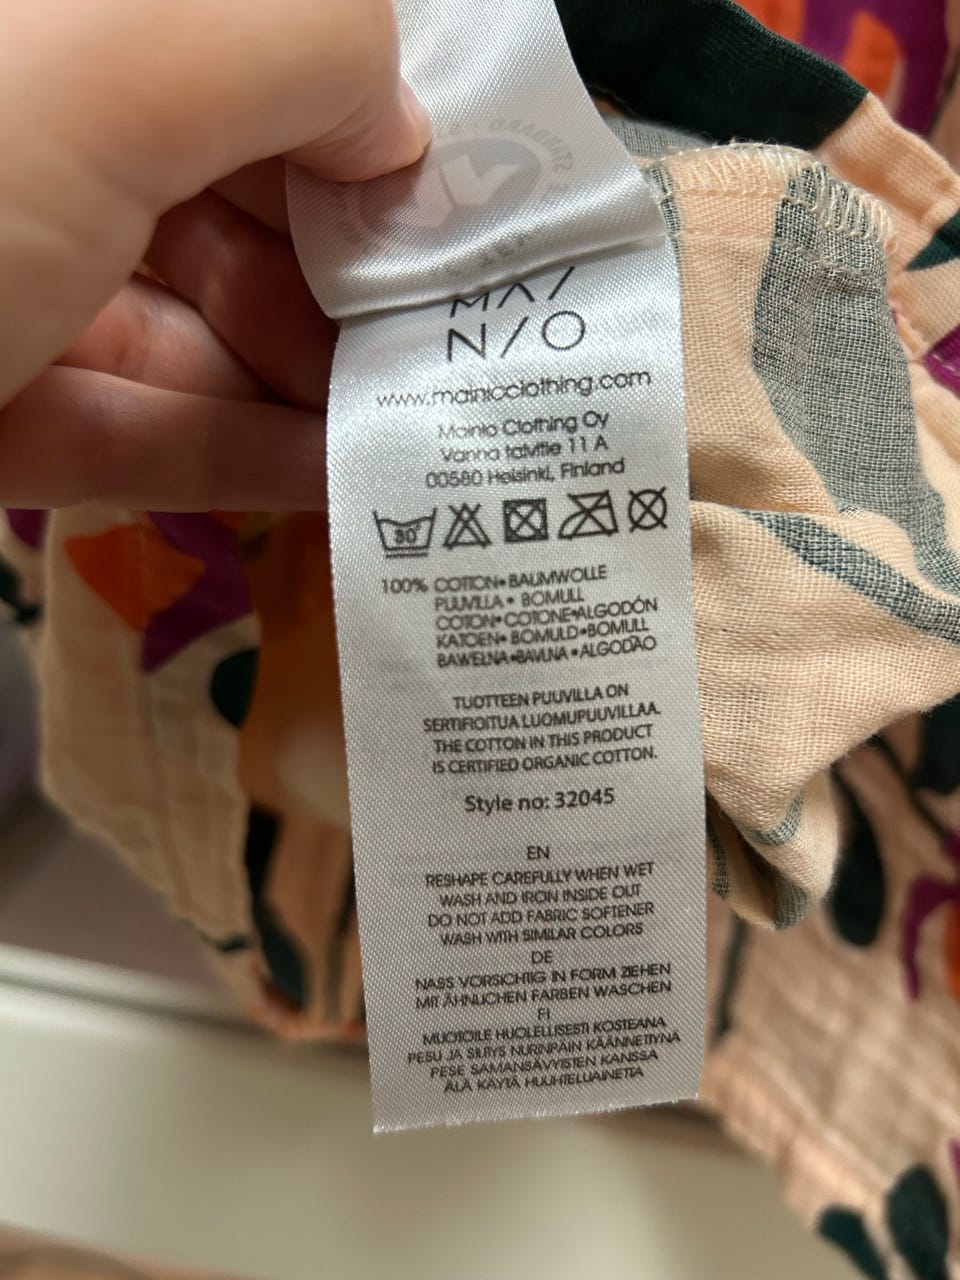 MA/
N/O
www.mainioclothing.com
Mainio Clothing Oy
Vanha talvitie 11 A
00580 Helsinki, Finland
30°
100% COTTON • BAUMWOLLE
PUUVILLA • BOMULL
COTON • COTONE • ALGODÓN
KATOEN • BOMULD • BOMULL
BAWEŁNA • BAVLNA • ALGODÃO
TUOTTEEN PUUVILLA ON
SERTIFIOITUA LUOMUPUUVILLAA.
THE COTTON IN THIS PRODUCT
IS CERTIFIED ORGANIC COTTON.
Style no: 32045
EN
RESHAPE CAREFULLY WHEN WET
WASH AND IRON INSIDE OUT
DO NOT ADD FABRIC SOFTENER
WASH WITH SIMILAR COLORS
DE
NASS VORSICHTIG IN FORM ZIEHEN
MIT ÄHNLICHEN FARBEN WASCHEN
FI
MUOTOILE HUOLELLISESTI KOSTEANA
PESU JA SILITYS NURINPÄIN KÄÄNNETTYNÄ
PESE SAMANSÄVYISTEN KANSSA
ÄLÄ KÄYTÄ HUUHTELUAINETTA